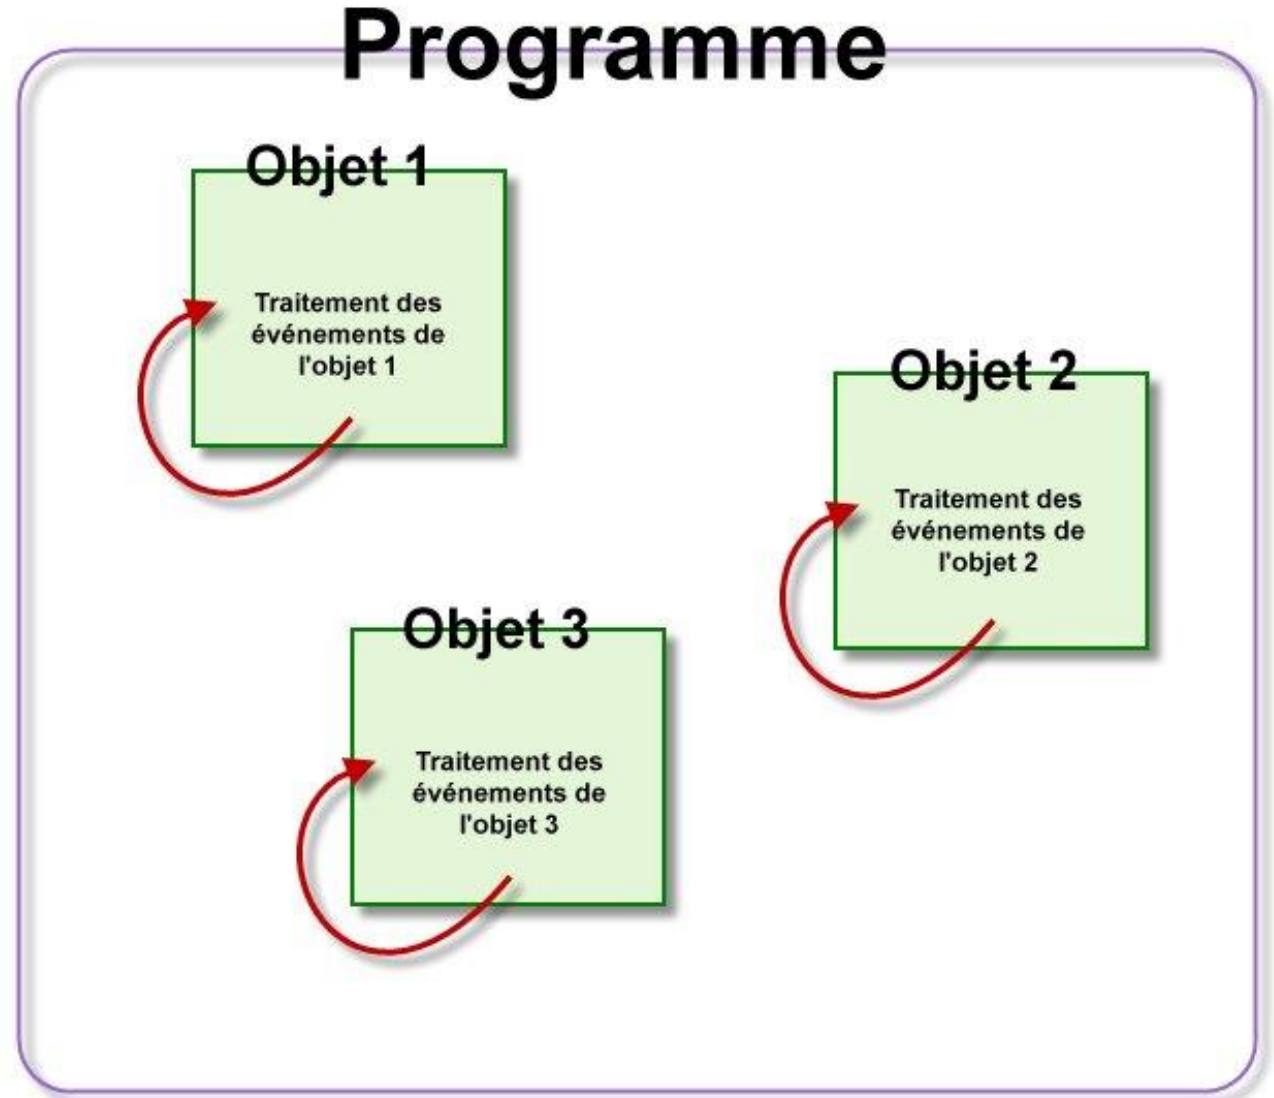 Programme
Objet 1
Traitement des
événements de
l'objet 1
Objet 2
Traitement des
événements de
l'objet 2
Objet 3
Traitement des
événements de
l'objet 3